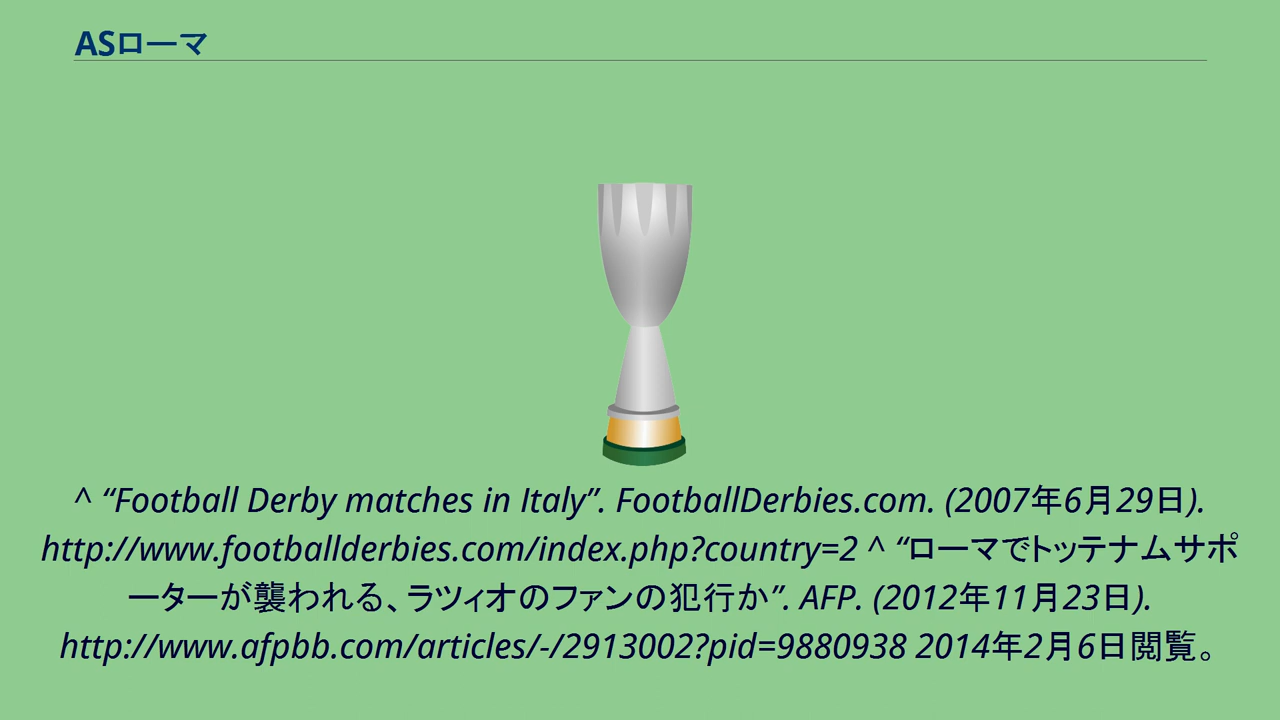 ASローマ
^ “Football Derby matches in Italy”. FootballDerbies.com. (2007年6月29日).
http://www.footballderbies.com/index.php?country=2 ^ “ローマでトッテナムサポ
ーターが襲われる、ラツィオのファンの犯行か”. AFP. (2012年11月23日).
http://www.afpbb.com/articles/-/2913002?pid=9880938 2014年2月6日閲覧。